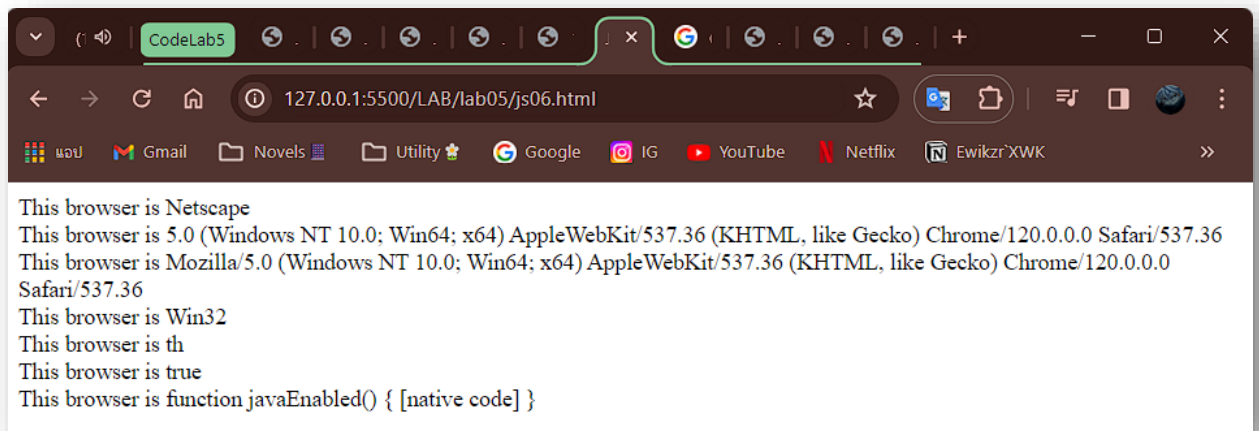 CodeLab5
127.0.0.1:5500/LAB/lab05/js06.html
แอป Gmail Novels Utility Google IG YouTube Netflix Ewikzr`XWK
This browser is Netscape
This browser is 5.0 (Windows NT 10.0; Win64; x64) AppleWebKit/537.36 (KHTML, like Gecko) Chrome/120.0.0.0 Safari/537.36
This browser is Mozilla/5.0 (Windows NT 10.0; Win64; x64) AppleWebKit/537.36 (KHTML, like Gecko) Chrome/120.0.0.0
Safari/537.36
This browser is Win32
This browser is th
This browser is true
This browser is function javaEnabled() { [native code] }